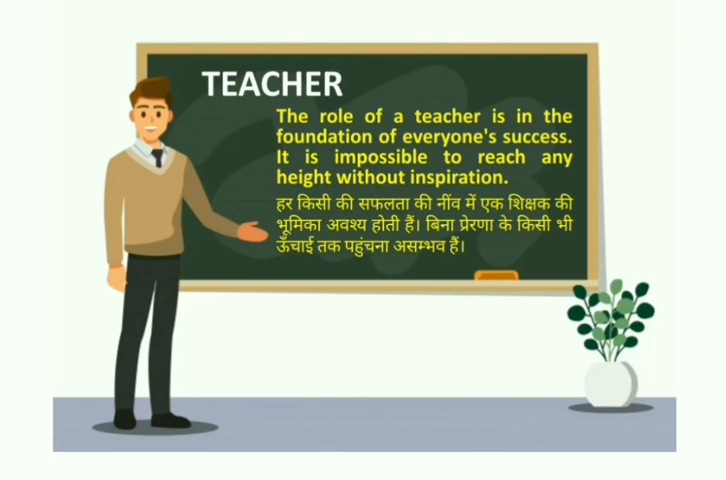 TEACHER
The role of a teacher is in the
foundation of everyone's success.
It is impossible to reach any
height without inspiration.
हर किसी की सफलता की नींव में एक शिक्षक की
भूमिका अवश्य होती हैं। बिना प्रेरणा के किसी भी
ऊँचाई तक पहुंचना असम्भव हैं।